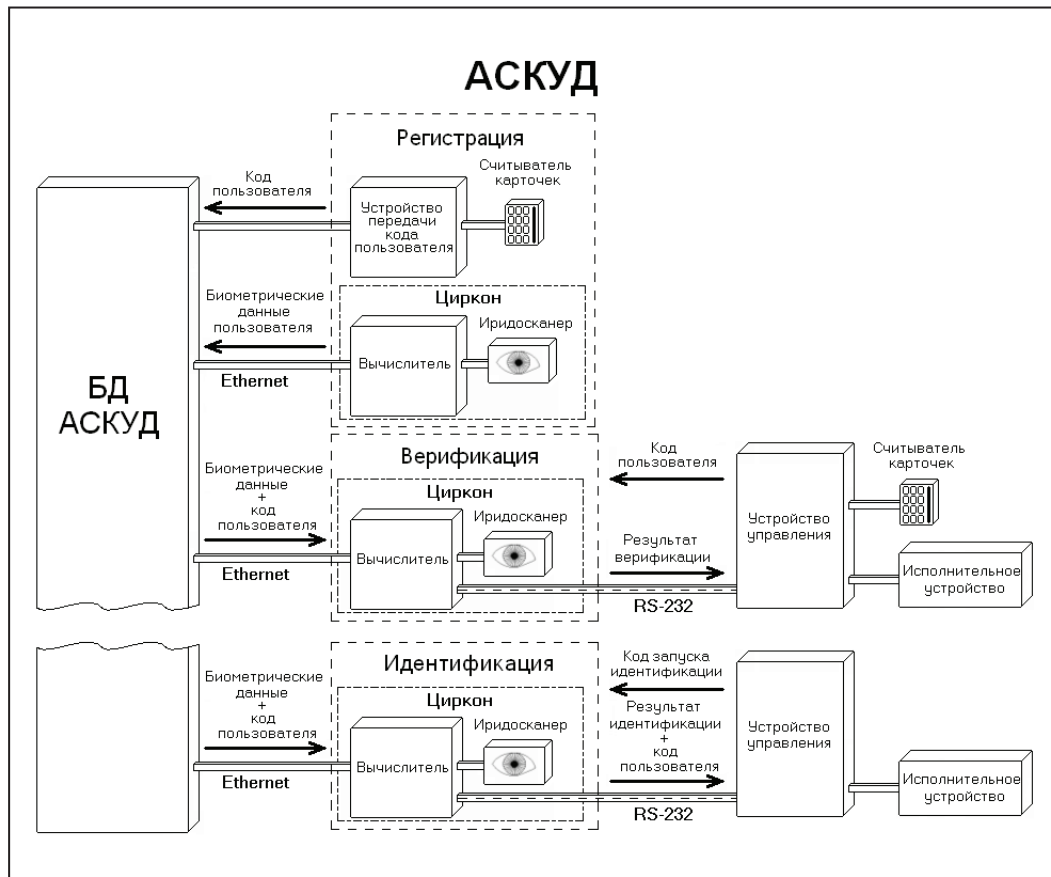 АСКУД
Регистрация
Считыватель
карточек
Код
пользователя
Устройство
передачи
кода
пользователя
Биометрические
данные
пользователя
Циркон
Иридосканер
Вычислитель
Ethernet
БД
АСКУД
Верификация
Биометрические
данные
+
код
пользователя
Циркон
Иридосканер
Вычислитель
Ethernet
Код
пользователя
Результат
верификации
RS-232
Устройство
управления
Считыватель
карточек
Исполнительное
устройство
Идентификация
Биометрические
данные
+
код
пользователя
Циркон
Иридосканер
Вычислитель
Ethernet
Код запуска
идентификации
Результат
идентификации
+
код
пользователя
RS-232
Устройство
управления
Исполнительное
устройство